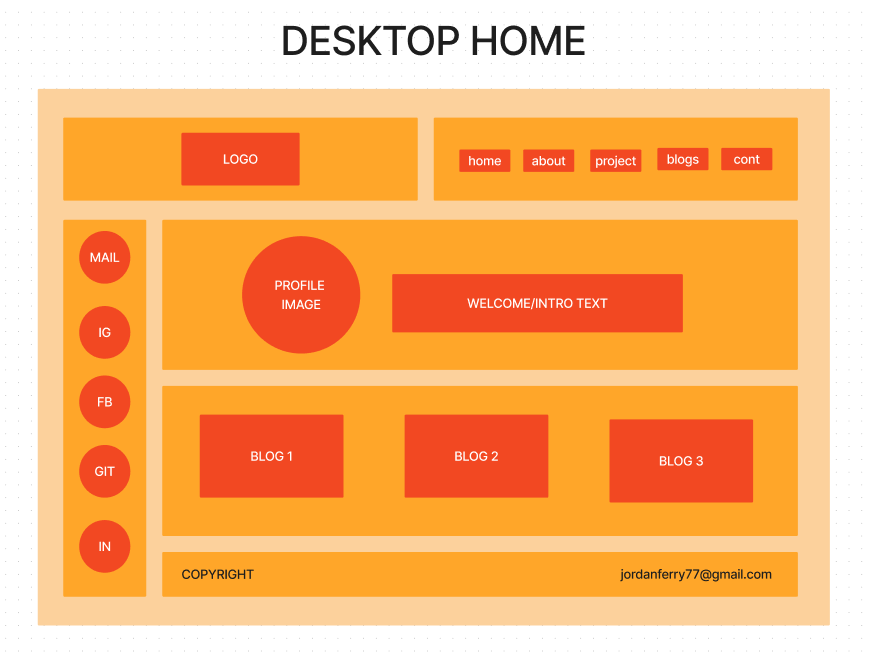 DESKTOP HOME
LOGO
home
about
project
blogs
cont
MAIL
IG
FB
GIT
IN
PROFILE
IMAGE
WELCOME/INTRO TEXT
BLOG 1
BLOG 2
BLOG 3
COPYRIGHT
jordanferry77@gmail.com